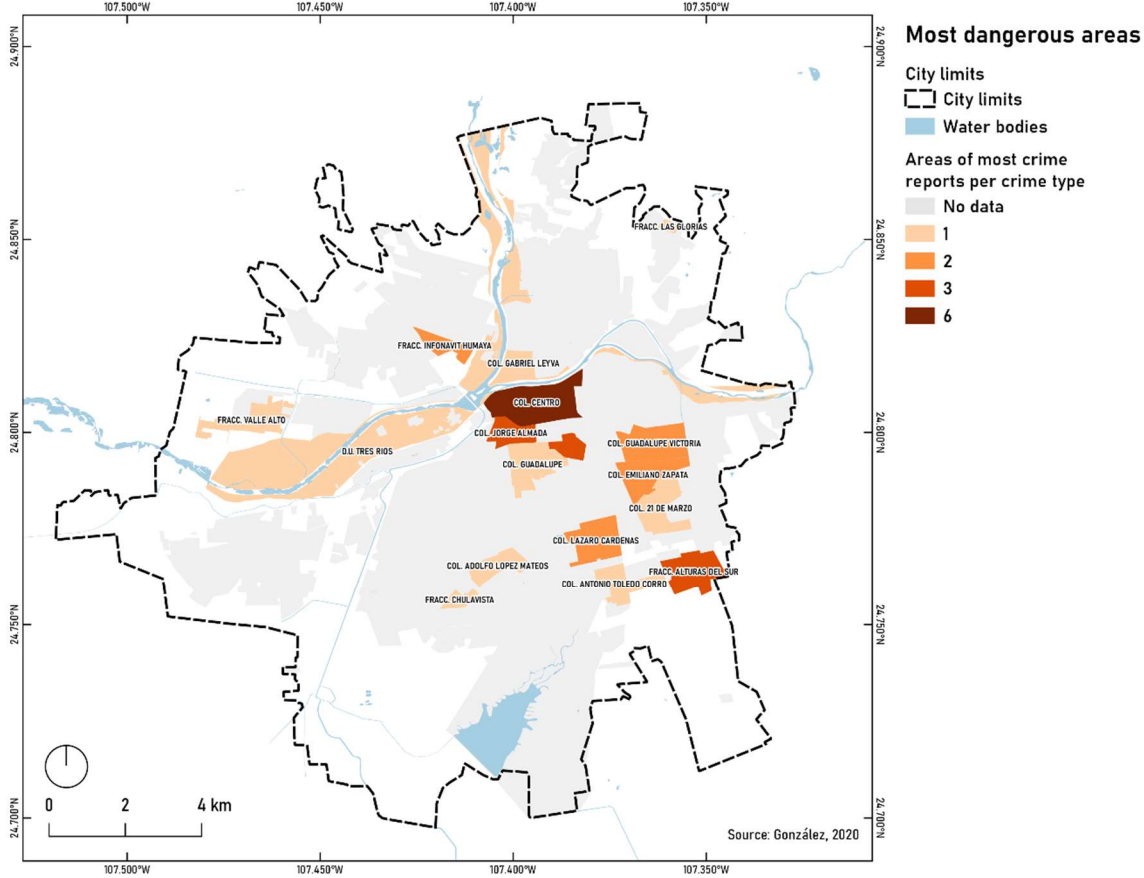 107.500°W 107.450°W 107.400°W 107.350°W
Most dangerous areas
City limits
City limits
Water bodies
Areas of most crime
reports per crime type
No data
1
2
3
6
24.900°N 24.900°N
24.850°N 24.850°N
24.800°N 24.800°N
24.750°N 24.750°N
24.700°N 24.700°N
FRACC. LAS GLORIAS
FRACC. INFONAVIT HUMAYA
COL. GABRIEL LEYVA
COL. CENTRO
FRACC. VALLE ALTO
COL. JORGE ALMADA
COL. GUADALUPE VICTORIA
D.U. TRES RIOS
COL. GUADALUPE
COL. EMILIANO ZAPATA
COL. 21 DE MARZO
COL. LAZARO CARDENAS
COL. ADOLFO LOPEZ MATEOS
FRACC. ALTURAS DEL SUR
COL. ANTONIO TOLEDO CORRO
FRACC. CHULAVISTA
0 2 4 km
Source: González, 2020
107.500°W 107.450°W 107.400°W 107.350°W